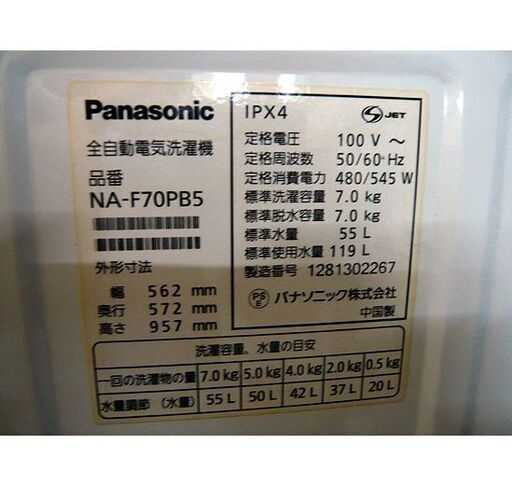 Panasonic
全自動電気洗濯機
品番
NA-F70PB5
外形寸法
幅 562 mm
奥行 572 mm
高さ 957 mm
IPX4
S JET
定格電圧 100 V ～
定格周波数 50/60 Hz
定格消費電力 480/545 W
標準洗濯容量 7.0 kg
標準脱水容量 7.0 kg
標準水量 55 L
標準使用水量 119 L
製造番号 1281302267
PS E パナソニック株式会社
中国製
洗濯容量、水量の目安
一回の洗濯物の量 7.0 kg 5.0 kg 4.0 kg 2.0 kg 0.5 kg
水量調節（水量） 55 L 50 L 42 L 37 L 20 L